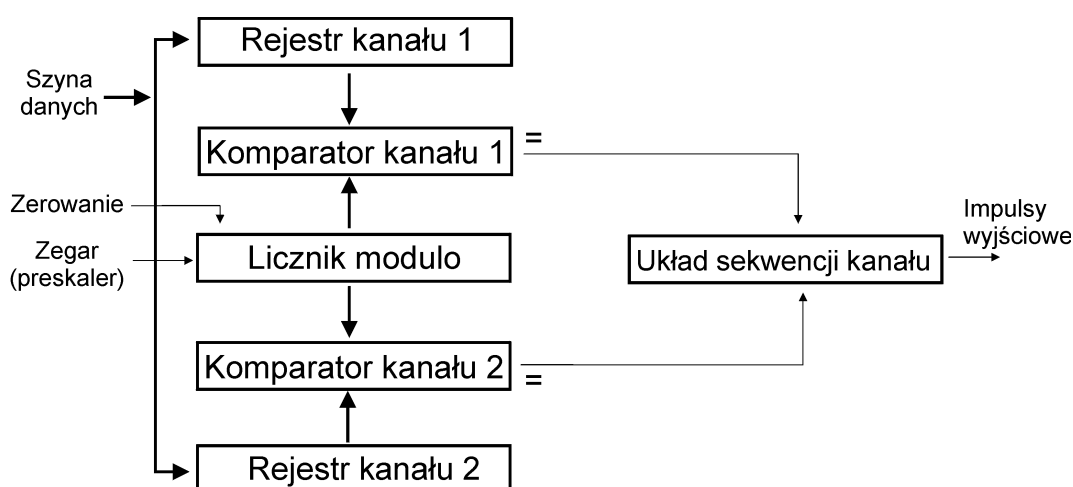 Rejestr kanału 1
Szyna
danych
Komparator kanału 1
=
Zerowanie
Zegar
(preskaler)
Licznik modulo
Układ sekwencji kanału
Impulsy
wyjściowe
Komparator kanału 2
=
Rejestr kanału 2